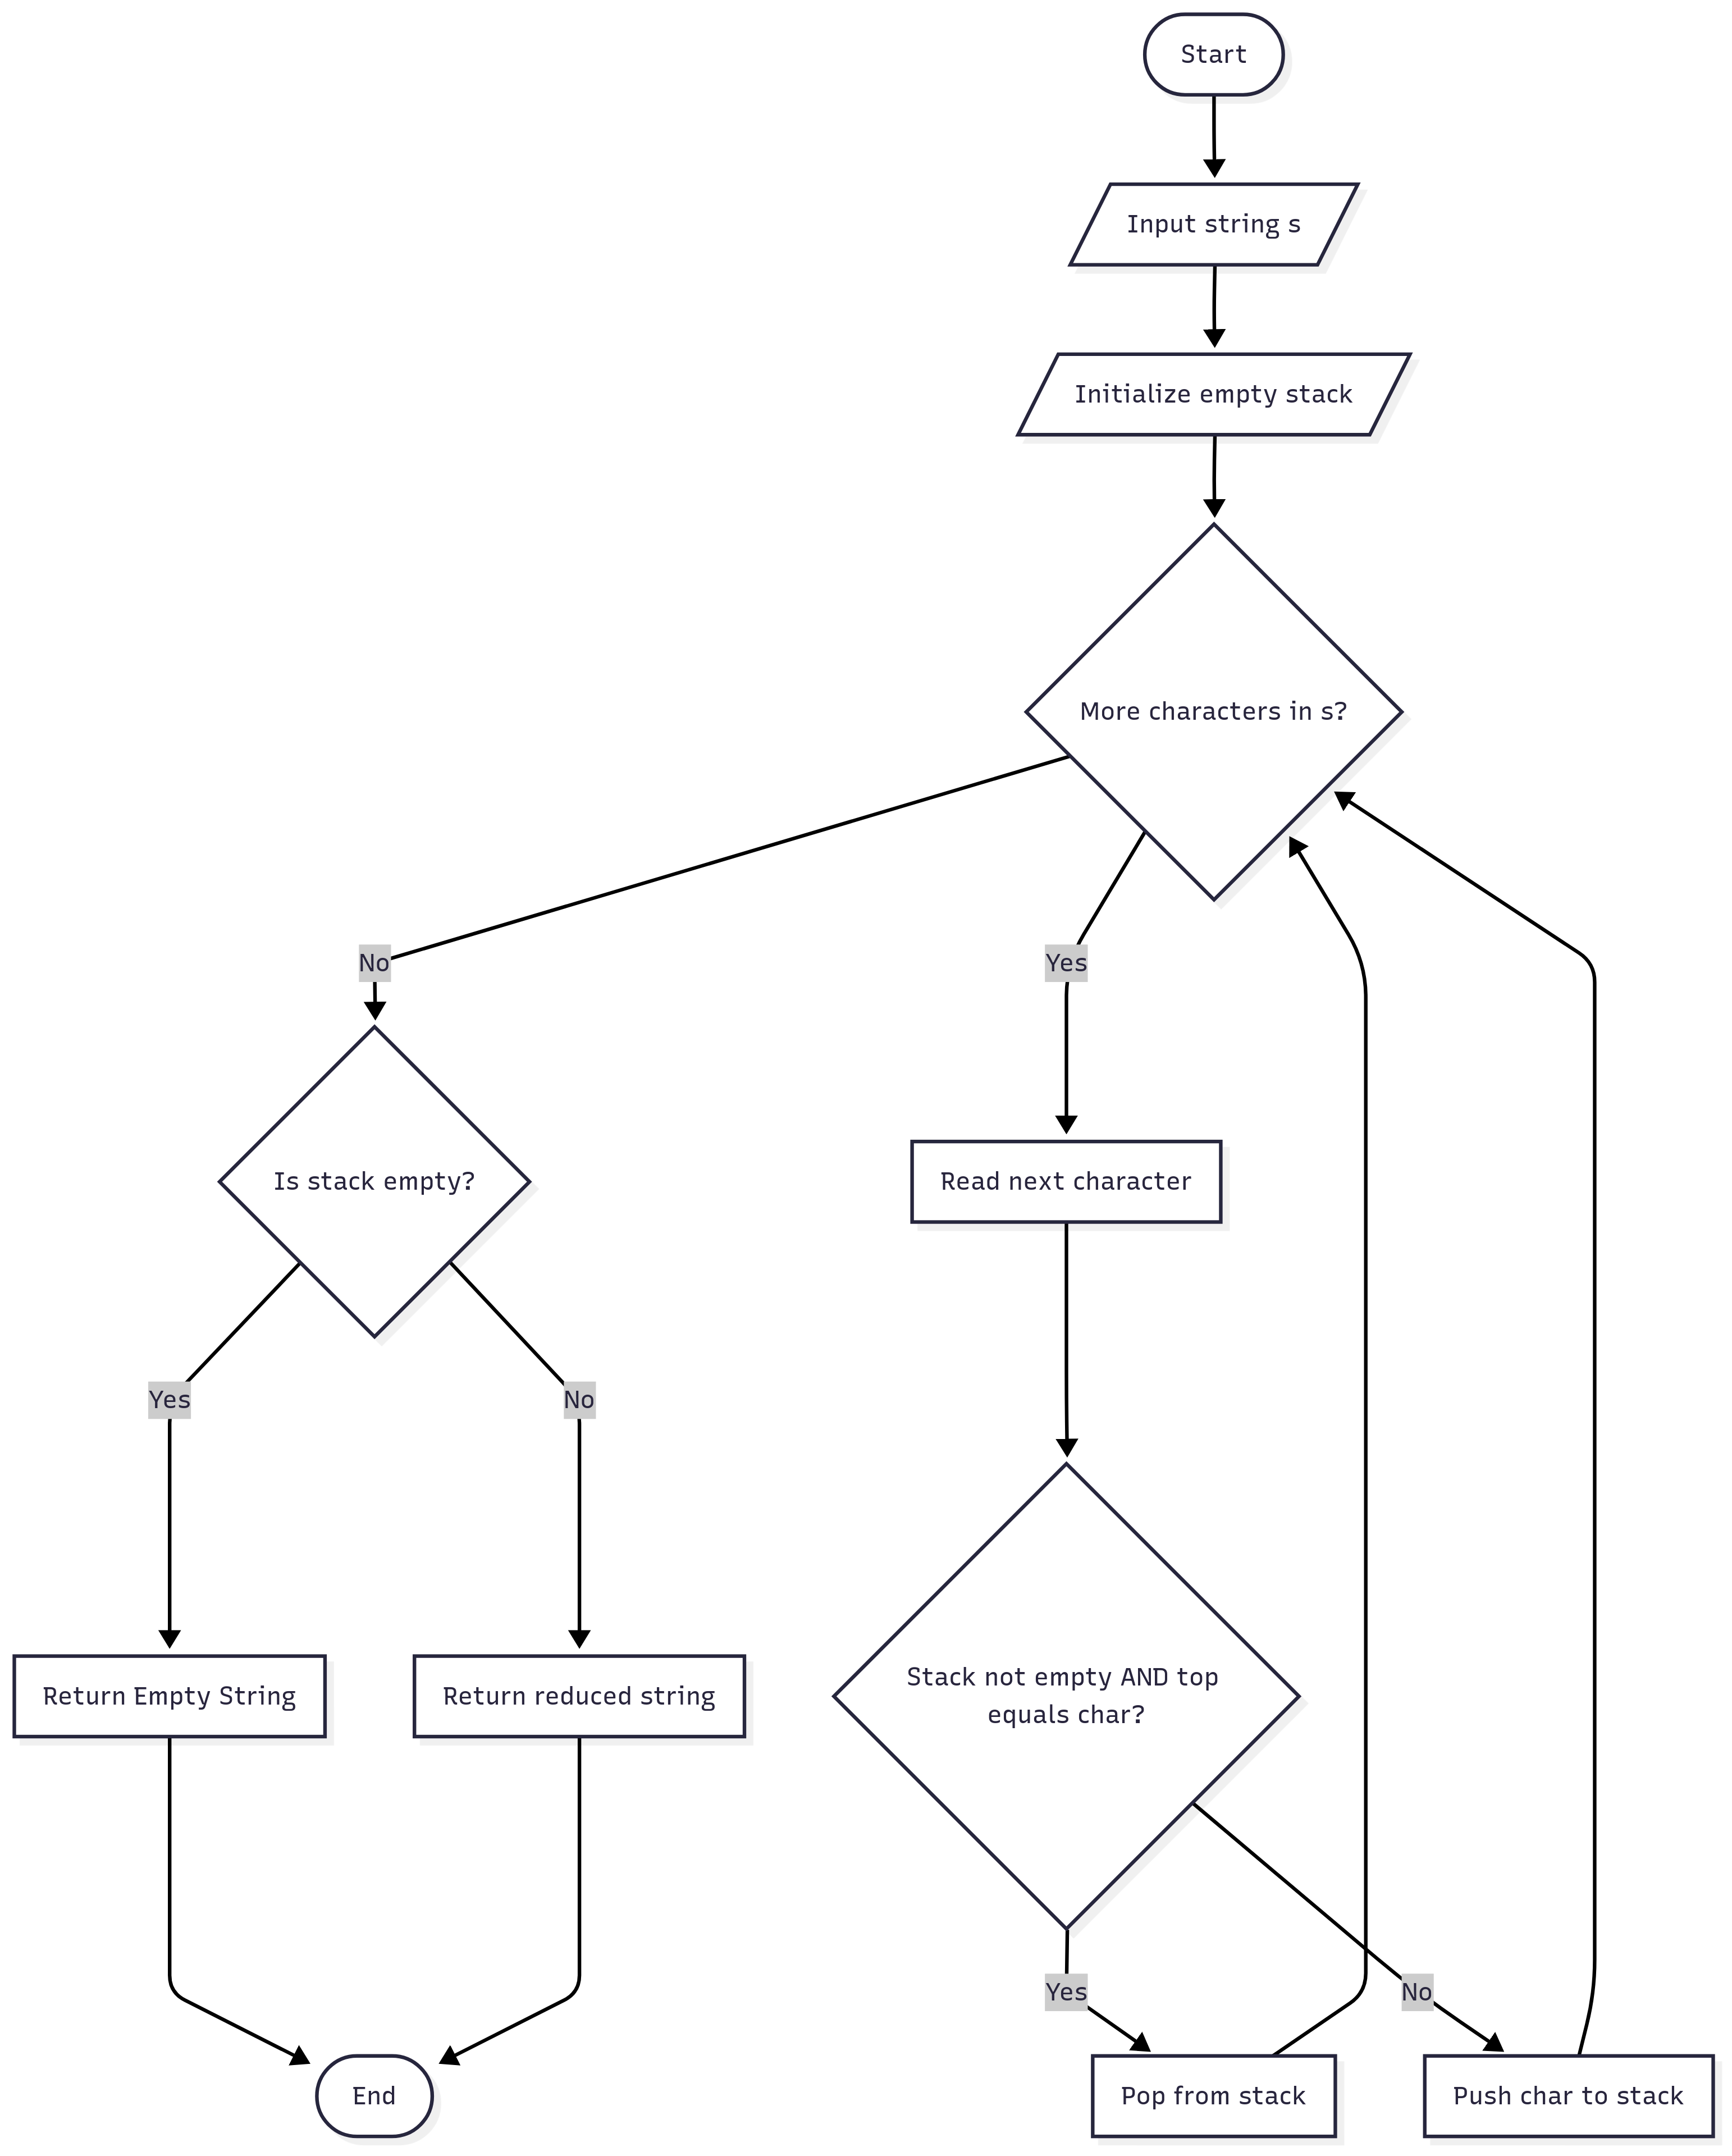 Start
Input string s
Initialize empty stack
More characters in s?
No
Yes
Is stack empty?
Read next character
Yes
No
Return Empty String
Return reduced string
Stack not empty AND top
equals char?
Yes
No
End
Pop from stack
Push char to stack